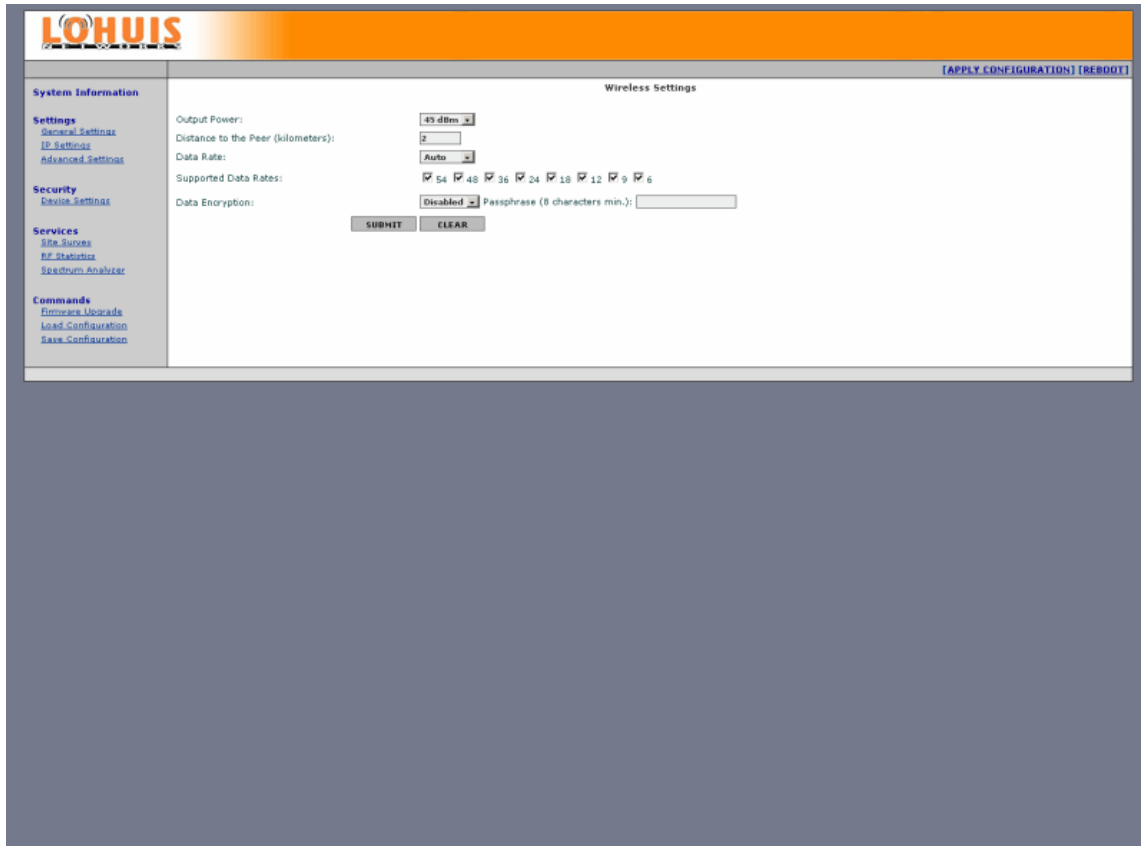 LOHUIS
NETWORKS
[APPLY CONFIGURATION] [REBOOT]
System Information
Settings
General Settings
IP Settings
Advanced Settings
Security
Device Settings
Services
Site Survey
RF Statistics
Spectrum Analyzer
Commands
Firmware Upgrade
Load Configuration
Save Configuration
Wireless Settings
Output Power: 45 dBm
Distance to the Peer (kilometers): 2
Data Rate: Auto
Supported Data Rates: 54 48 36 24 18 12 9 6
Data Encryption: Disabled Passphrase (8 characters min.):
SUBMIT CLEAR